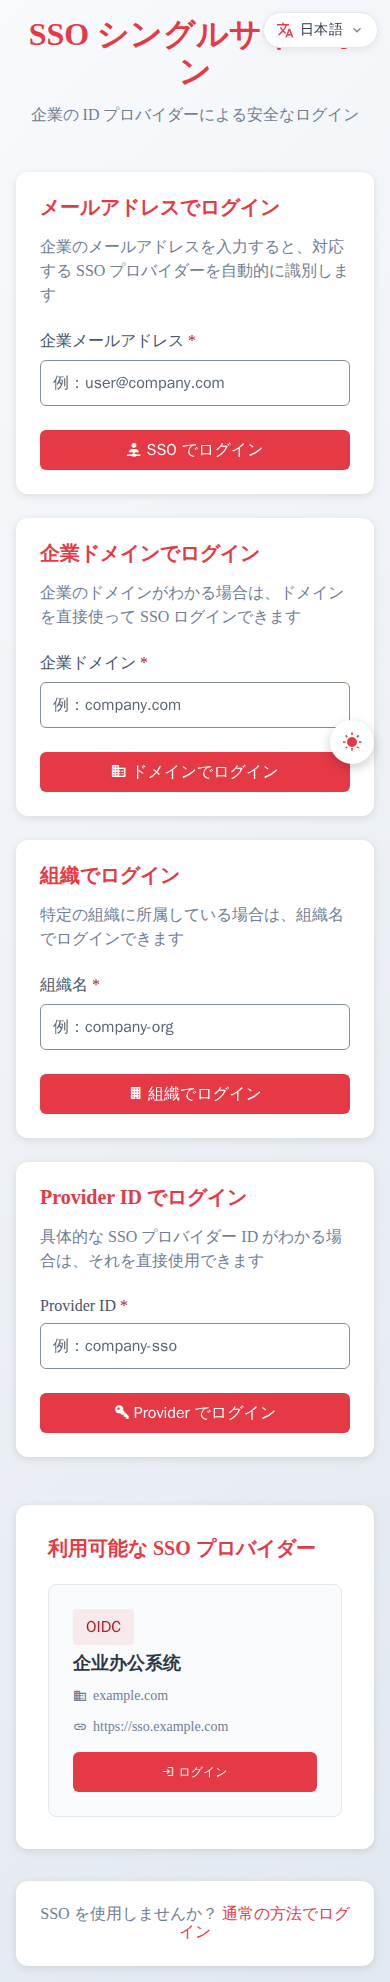 SSO シングルサ
日本語
ン
企業の ID プロバイダーによる安全なログイン
メールアドレスでログイン
企業のメールアドレスを入力すると、対応
する SSO プロバイダーを自動的に識別しま
す
企業メールアドレス *
例：user@company.com
SSO でログイン
企業ドメインでログイン
企業のドメインがわかる場合は、ドメイン
を直接使って SSO ログインできます
企業ドメイン *
例：company.com
ドメインでログイン
組織でログイン
特定の組織に所属している場合は、組織名
でログインできます
組織名 *
例：company-org
組織でログイン
Provider ID でログイン
具体的な SSO プロバイダー ID がわかる場
合は、それを直接使用できます
Provider ID *
例：company-sso
Provider でログイン
利用可能な SSO プロバイダー
OIDC
企业办公系统
example.com
https://sso.example.com
ログイン
SSO を使用しませんか？ 通常の方法でログ
イン